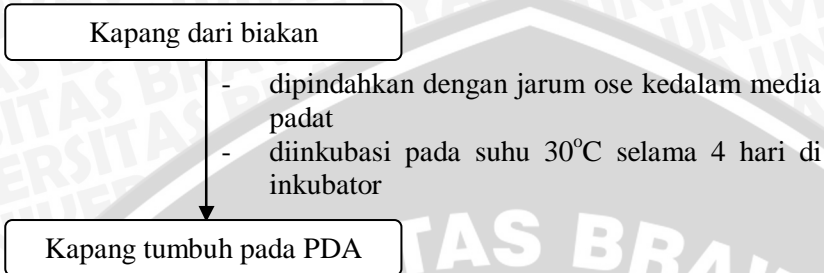 Kapang dari biakan
- dipindahkan dengan jarum ose kedalam media
padat
- diinkubasi pada suhu 30°C selama 4 hari di
inkubator
Kapang tumbuh pada PDA